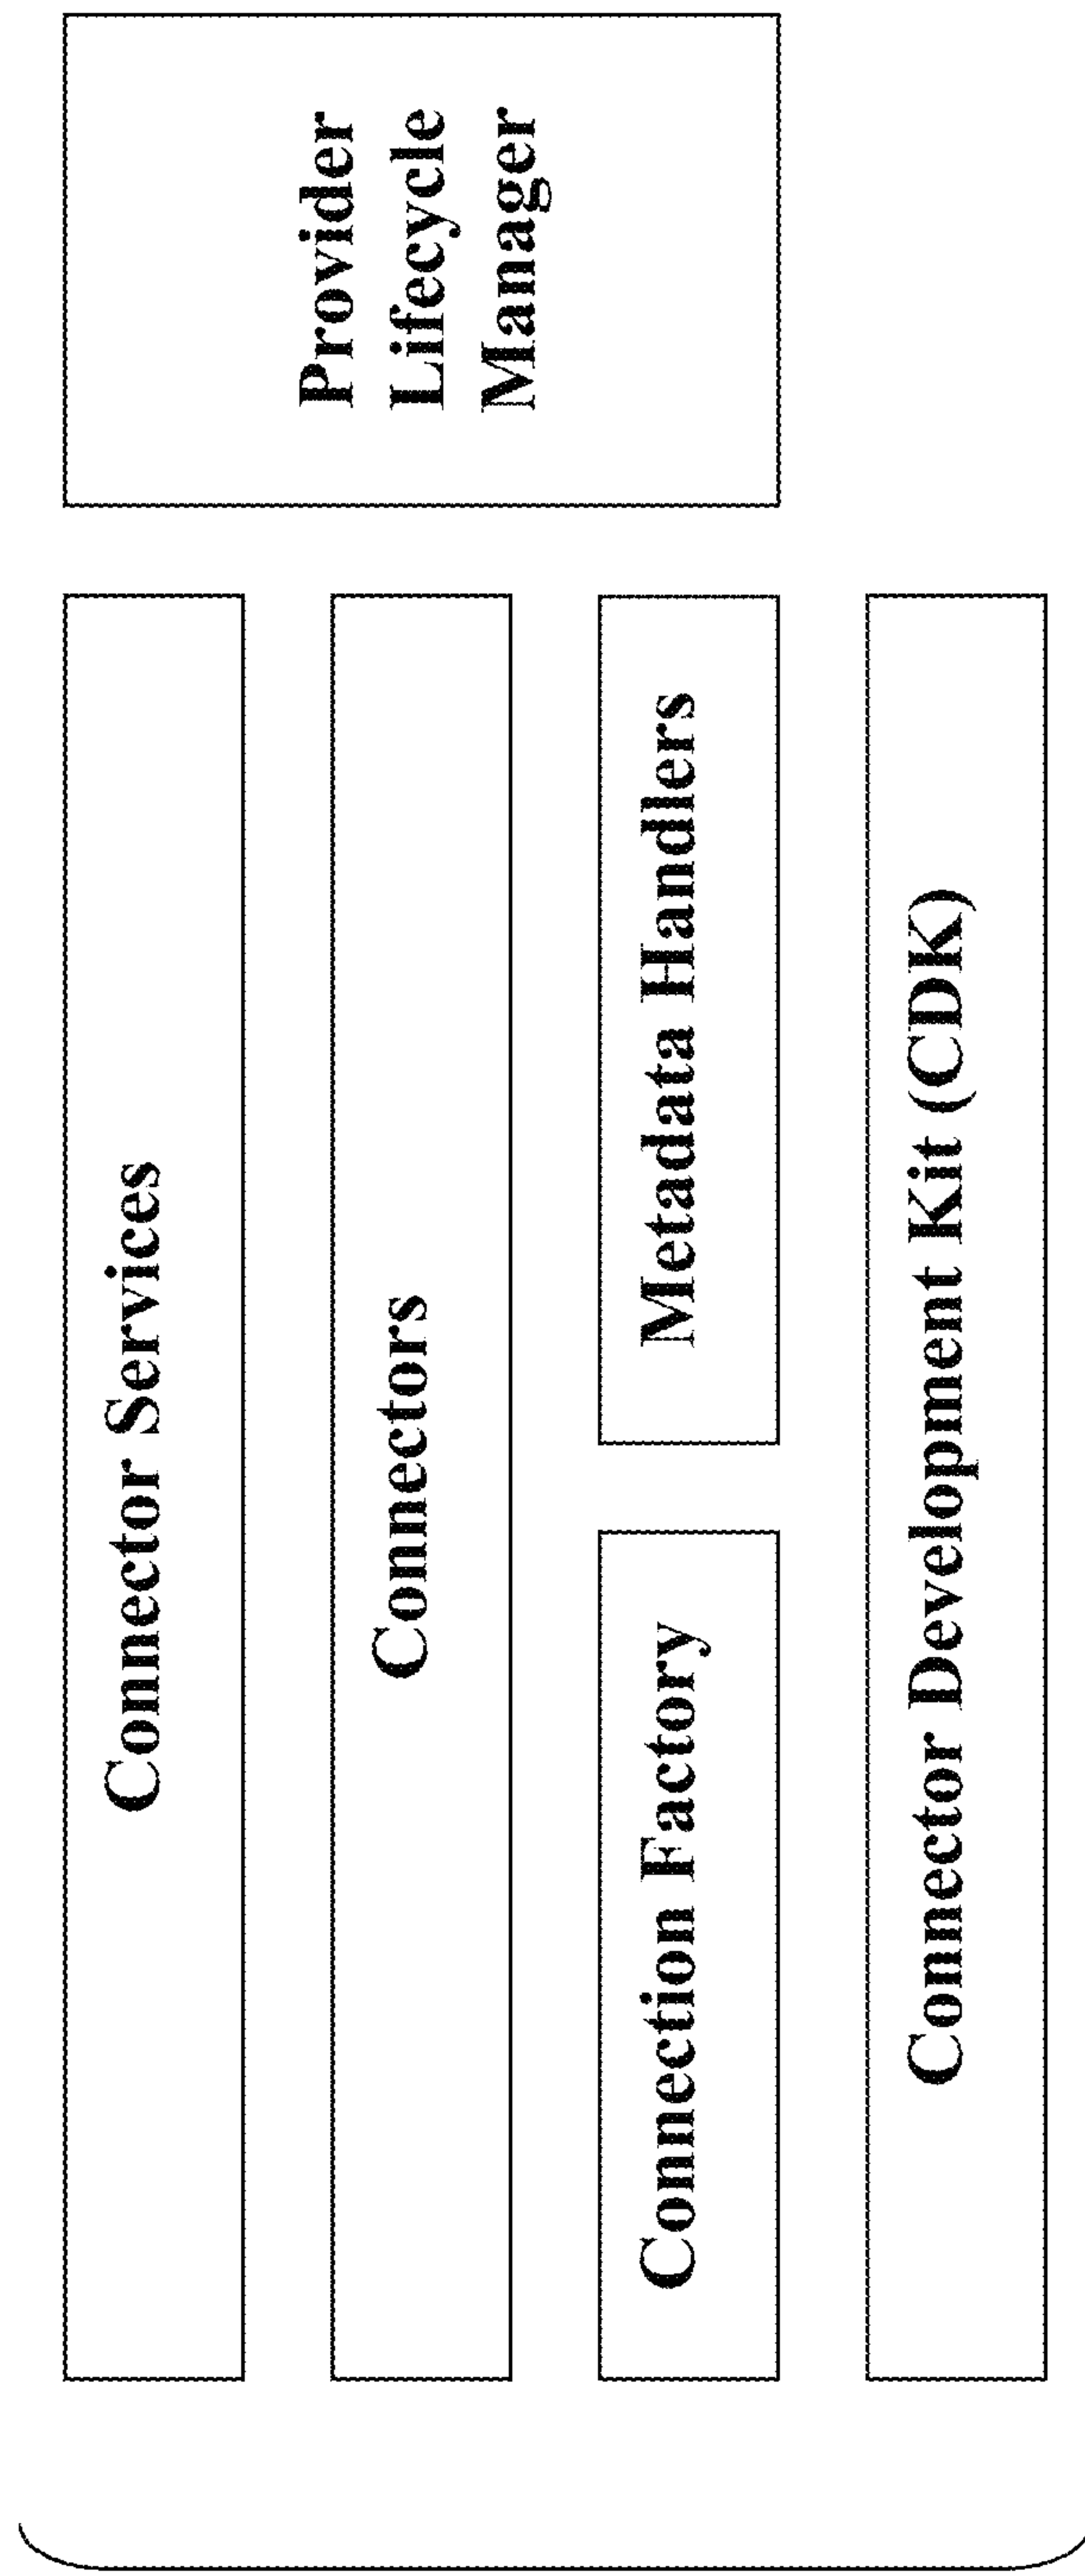 Connector Services
Connectors
Connection Factory
Metadata Handlers
Connector Development Kit (CDK)
Provider
Lifecycle
Manager